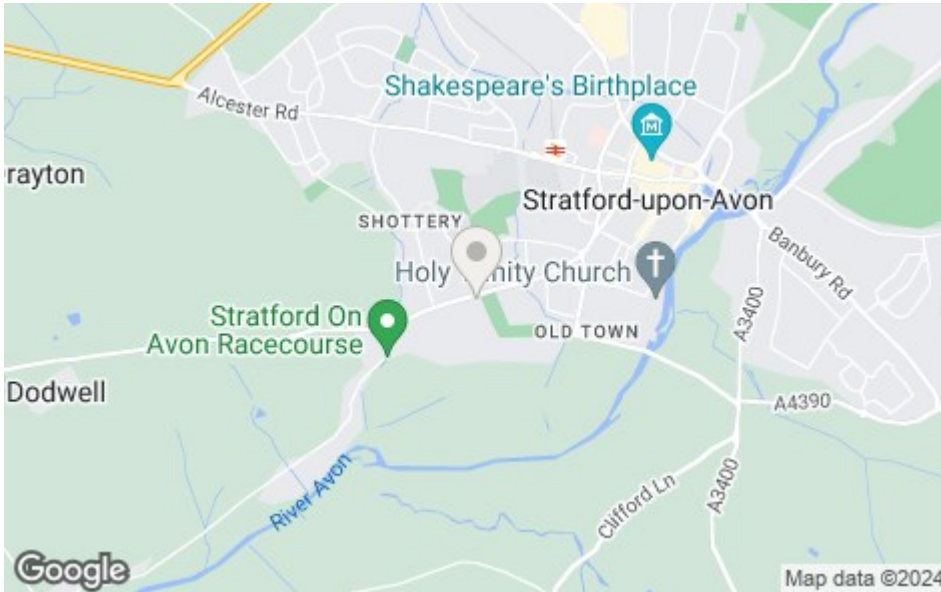 Alcester Rd
Shakespeare's Birthplace
M
rayton
Stratford-upon-Avon
SHOTTERY
Banbury Rd
Holy inity Church
A3400
Stratford On
Avon Racecourse
OLD TOWN
Dodwell
A4390
A3400
Clifford Ln
River Avon
Google
Map data ©2024